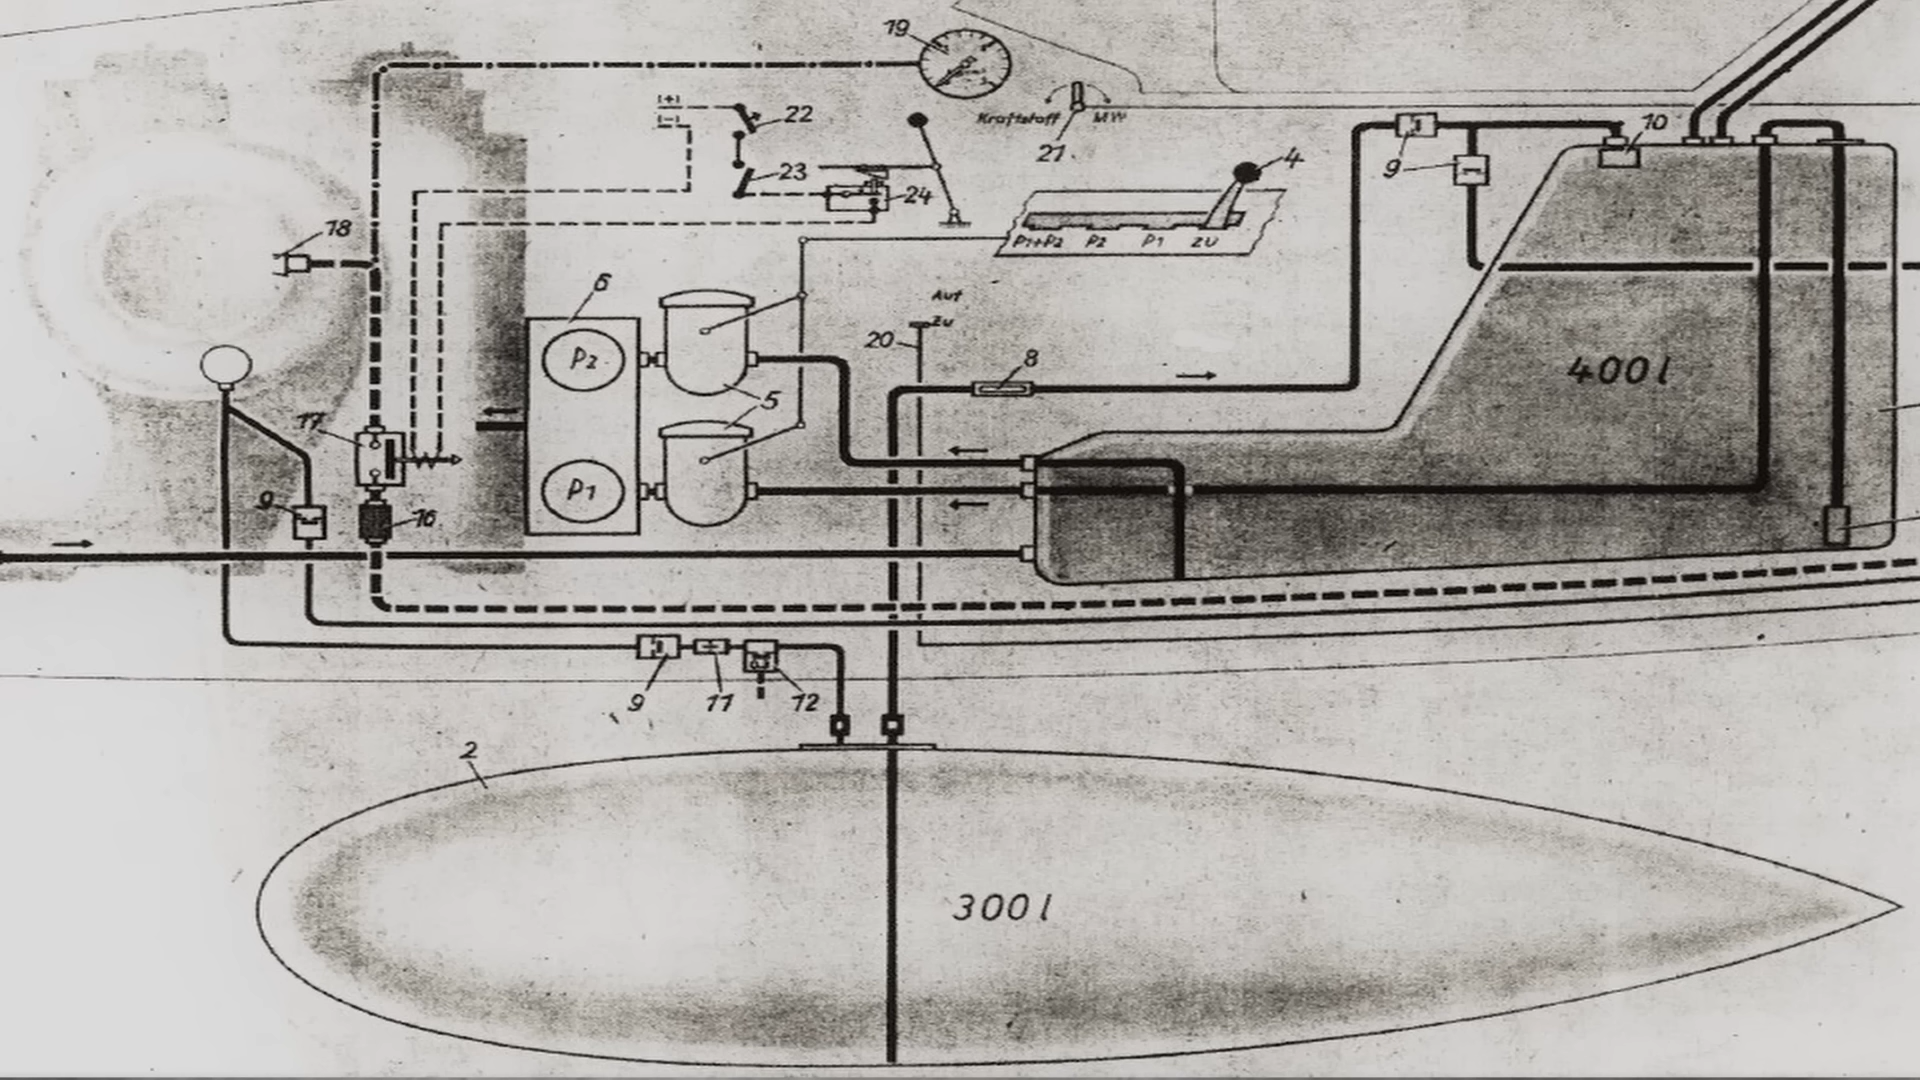 19
(+)
(-)
22
Kraftstoff MW
21
10
9
9
23
4
24
18
P1+P2 P2 P1 zu
6
Auf
zu
20
8
P2
400 l
5
17
P1
9
16
9
11
12
2
300 l